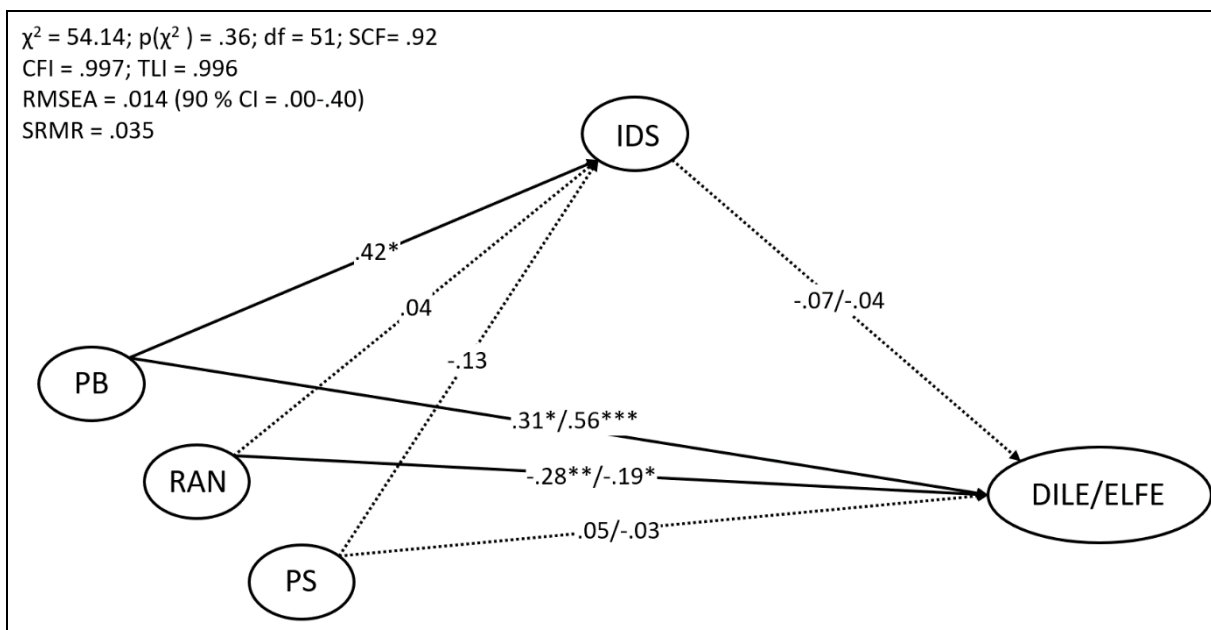 χ² = 54.14; p(χ² ) = .36; df = 51; SCF= .92
CFI = .997; TLI = .996
RMSEA = .014 (90 % CI = .00-.40)
SRMR = .035
IDS
.42*
.04
-.07/-.04
-.13
PB
.31*/.56***
RAN
-.28**/-.19*
DILE/ELFE
.05/-.03
PS